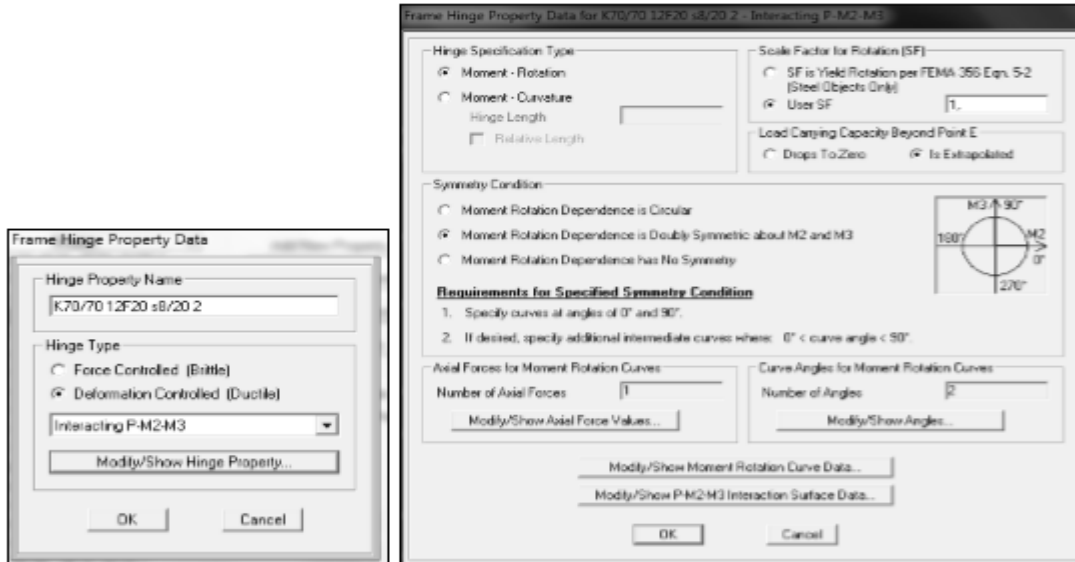 Frame Hinge Property Data
Hinge Property Name
K70/70 12F20 s8/20 2
Hinge Type
Force Controlled (Brittle)
Deformation Controlled (Ductile)
Interacting P-M2-M3
Modify/Show Hinge Property...
OK
Cancel
Frame Hinge Property Data for K70/70 12F20 s8/20 2 - Interacting P-M2-M3
Hinge Specification Type
Moment - Rotation
Moment - Curvature
Hinge Length
Relative Length
Scale Factor for Rotation (SF)
SF is Yield Rotation per FEMA 356 Eqn. 5-2
(Steel Objects Only)
User SF
1.
Load Carrying Capacity Beyond Point E
Drops To Zero
Is Extrapolated
Symmetry Condition
Moment Rotation Dependence is Circular
Moment Rotation Dependence is Doubly Symmetric about M2 and M3
Moment Rotation Dependence has No Symmetry
Requirements for Specified Symmetry Condition
1. Specify curves at angles of 0° and 90°.
2. If desired, specify additional intermediate curves where: 0° < curve angle < 90°.
M3
90°
180°
M2
0°
270°
Axial Forces for Moment Rotation Curves
Number of Axial Forces
1
Modify/Show Axial Force Values...
Curve Angles for Moment Rotation Curves
Number of Angles
2
Modify/Show Angles...
Modify/Show Moment Rotation Curve Data...
Modify/Show P-M2-M3 Interaction Surface Data...
OK
Cancel